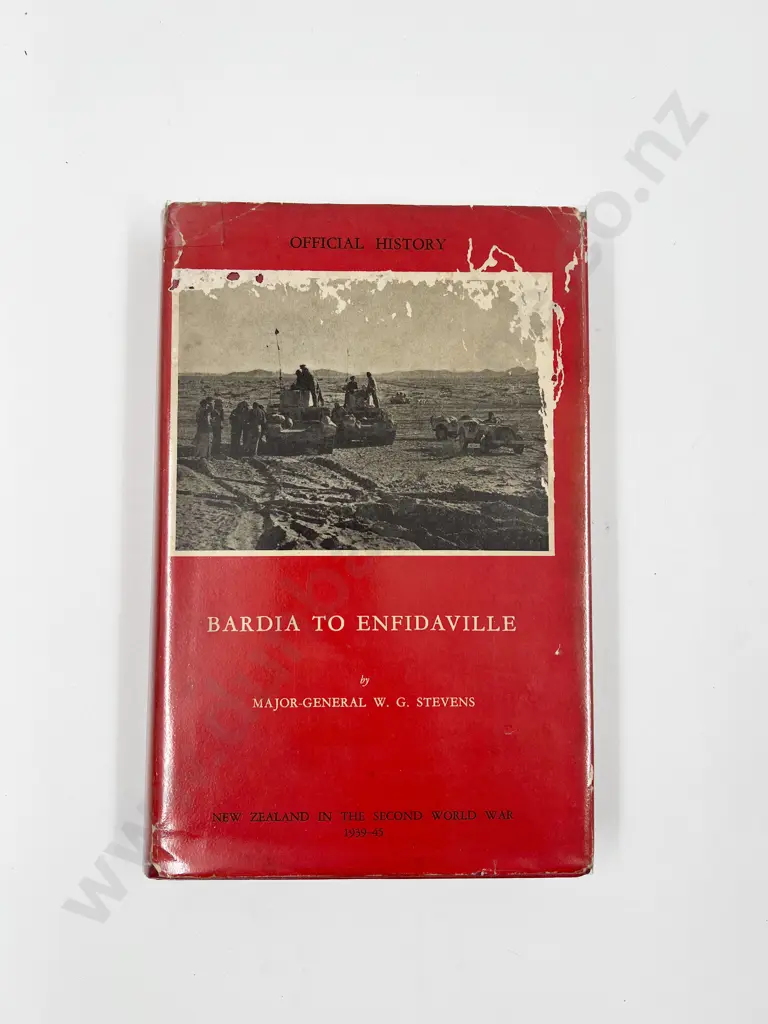 OFFICIAL HISTORY
BARDIA TO ENFIDAVILLE
by
MAJOR-GENERAL W. G. STEVENS
NEW ZEALAND IN THE SECOND WORLD WAR
1939–45